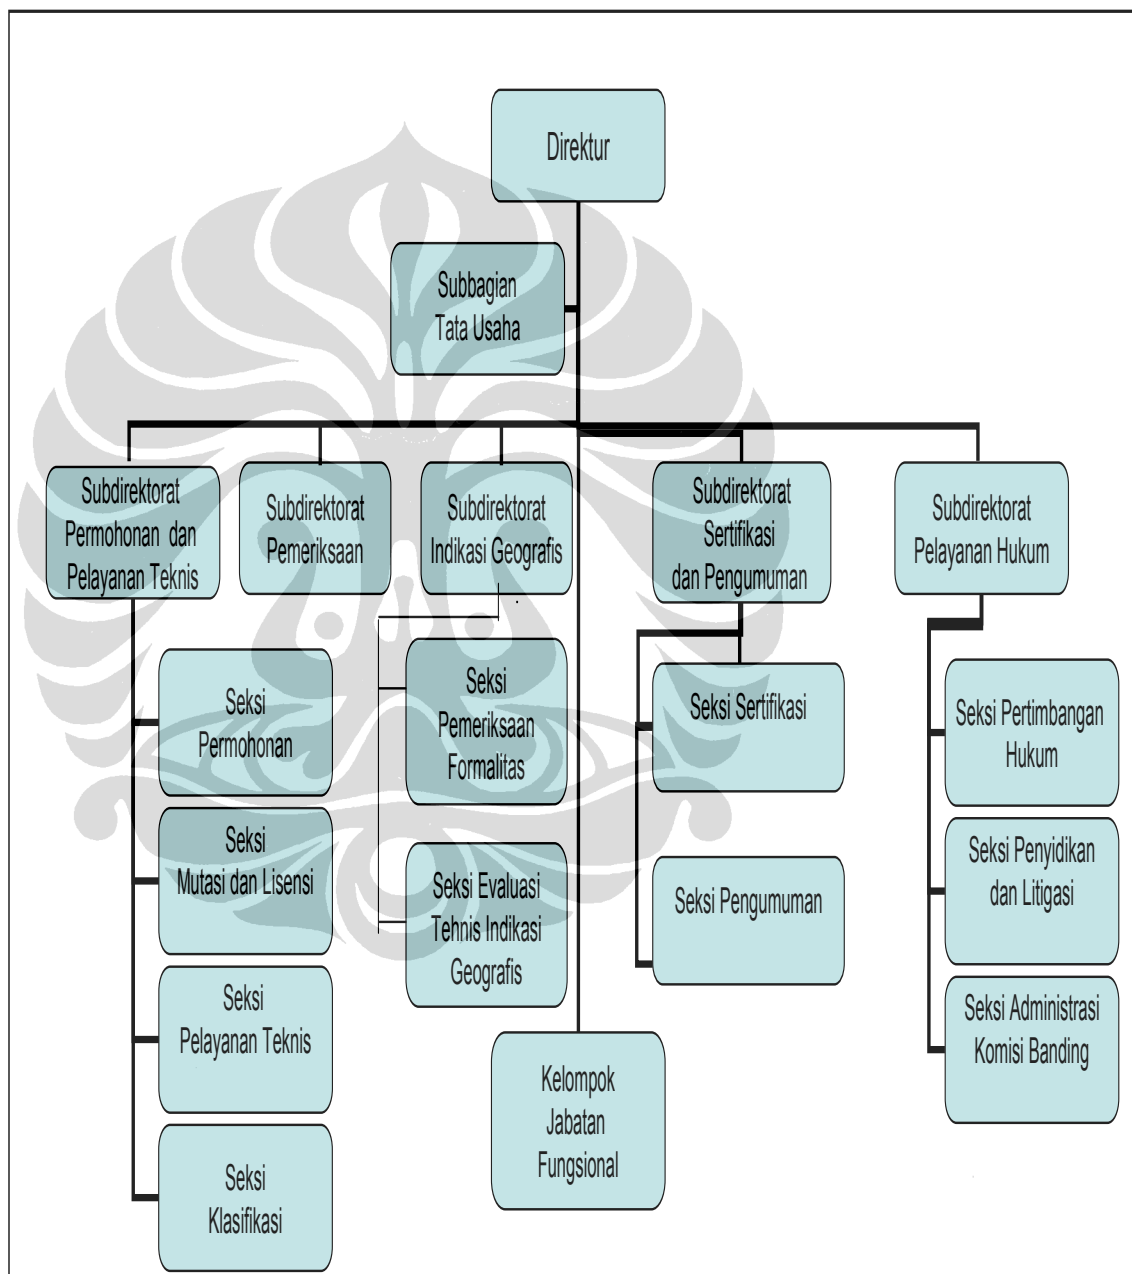 Direktur
Subbagian
Tata Usaha
Subdirektorat
Permohonan dan
Pelayanan Teknis
Subdirektorat
Pemeriksaan
Subdirektorat
Indikasi Geografis
Subdirektorat
Sertifikasi
dan Pengumuman
Subdirektorat
Pelayanan Hukum
Seksi
Permohonan
Seksi
Mutasi dan Lisensi
Seksi
Pelayanan Teknis
Seksi
Klasifikasi
Seksi
Pemeriksaan
Formalitas
Seksi Evaluasi
Tehnis Indikasi
Geografis
Kelompok
Jabatan
Fungsional
Seksi Sertifikasi
Seksi Pengumuman
Seksi Pertimbangan
Hukum
Seksi Penyidikan
dan Litigasi
Seksi Administrasi
Komisi Banding